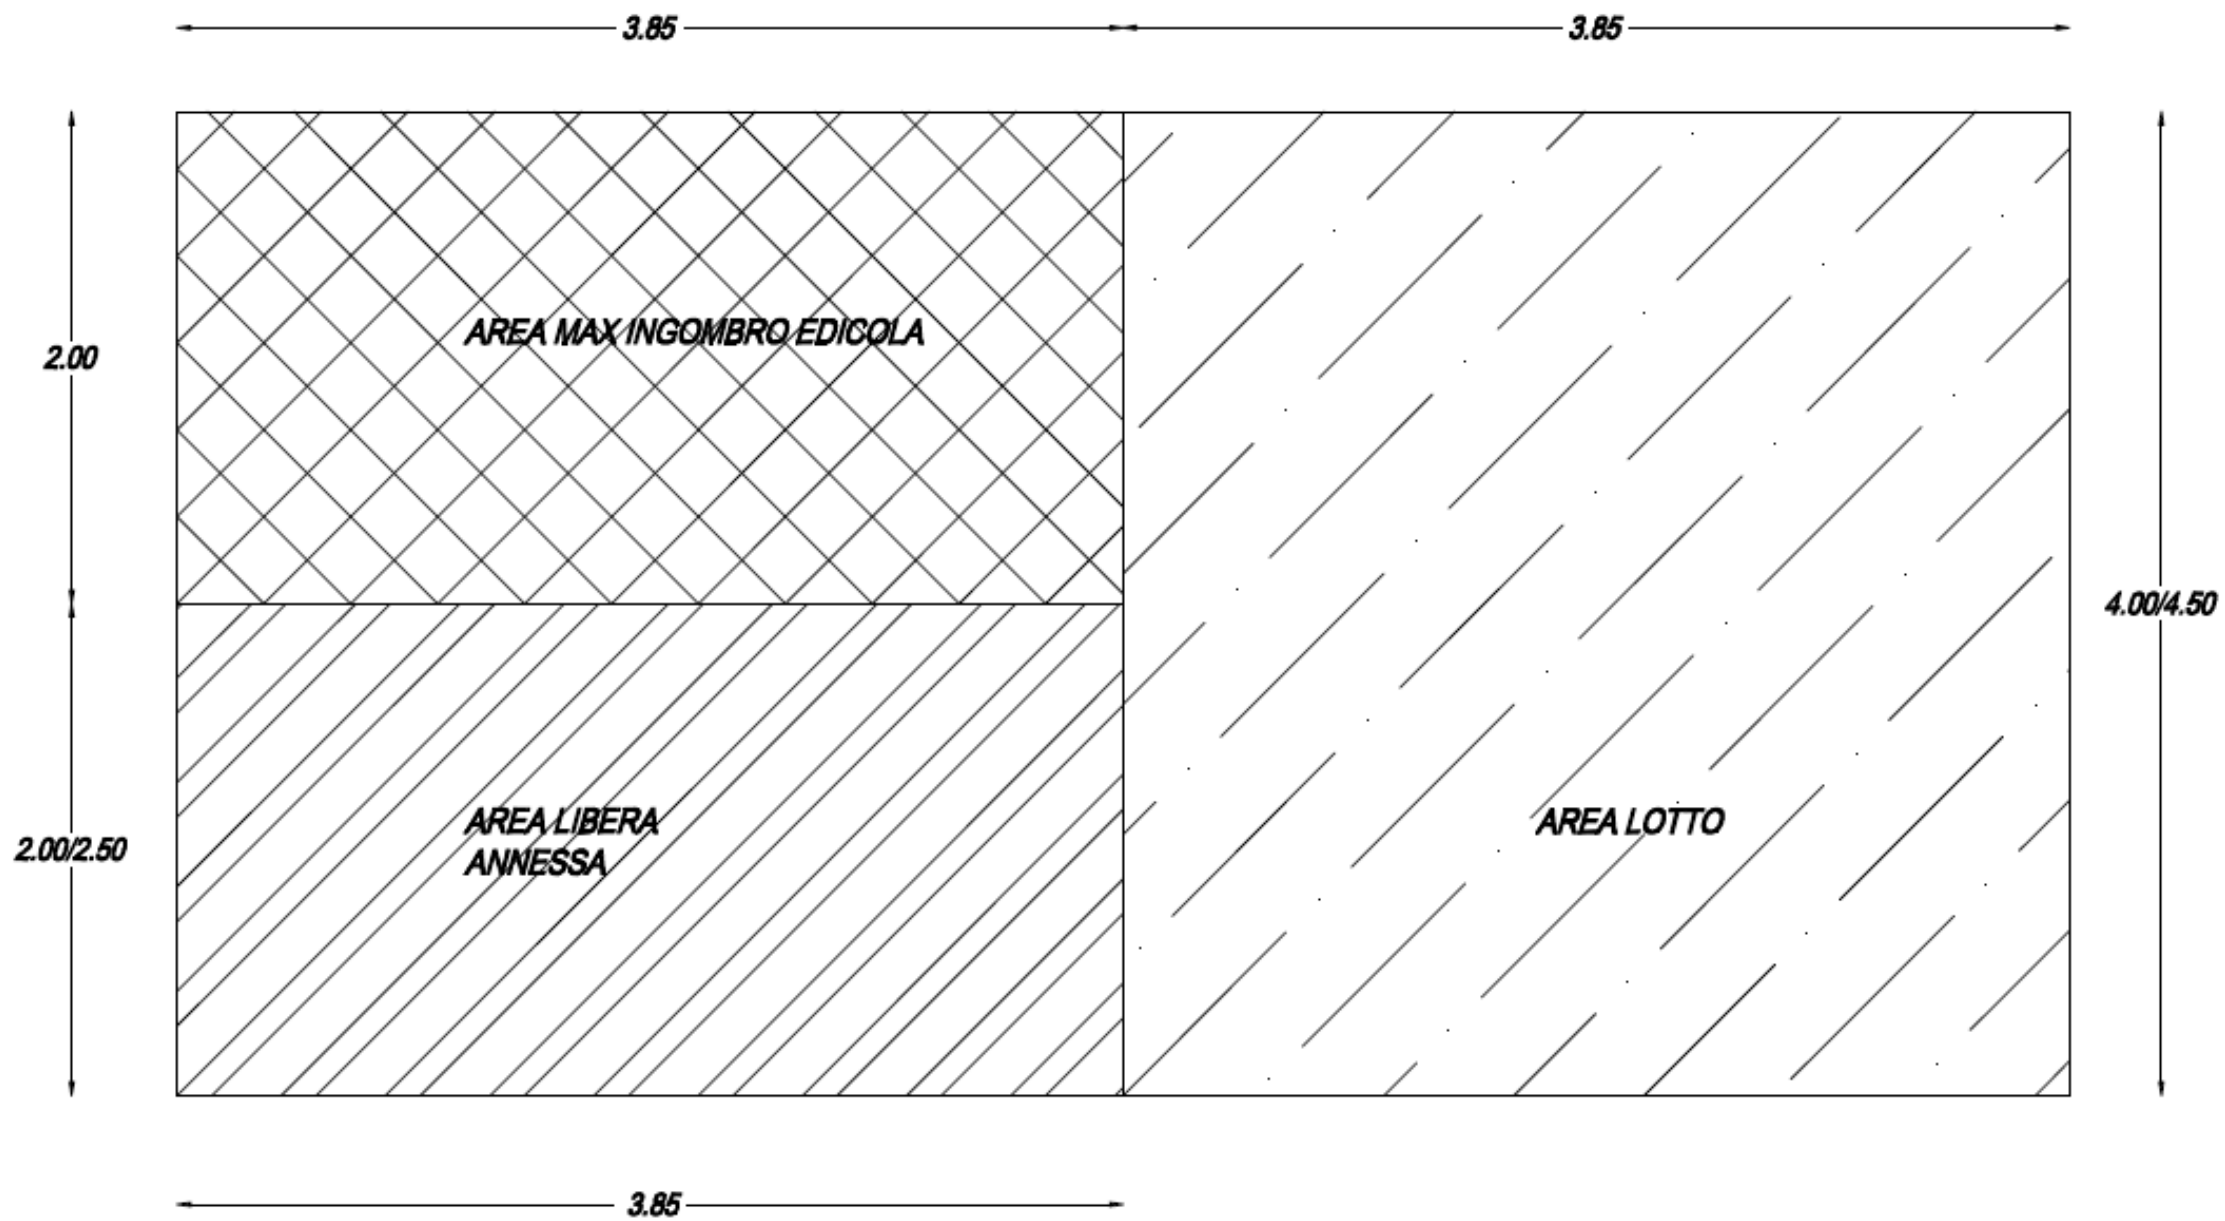 3.85
3.85
AREA MAX INGOMBRO EDICOLA
2.00
4.00/4.50
AREA LIBERA
ANNESSA
2.00/2.50
AREA LOTTO
3.85